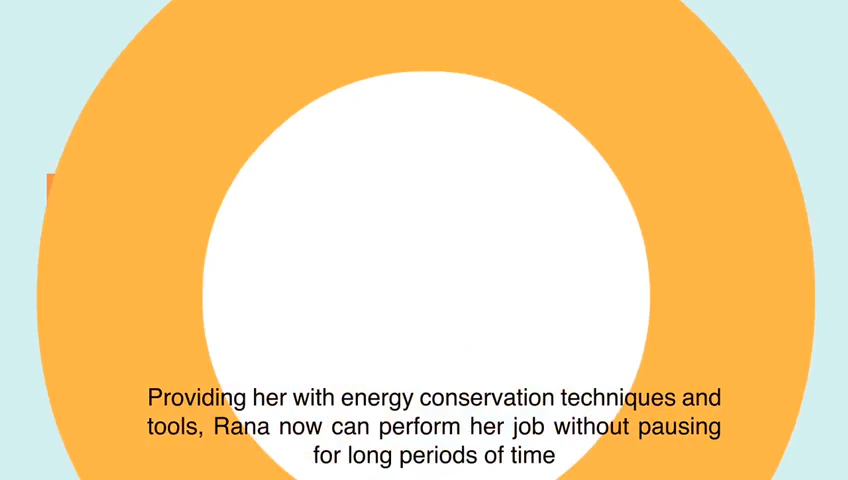 Providing her with energy conservation techniques and
tools, Rana now can perform her job without pausing
for long periods of time